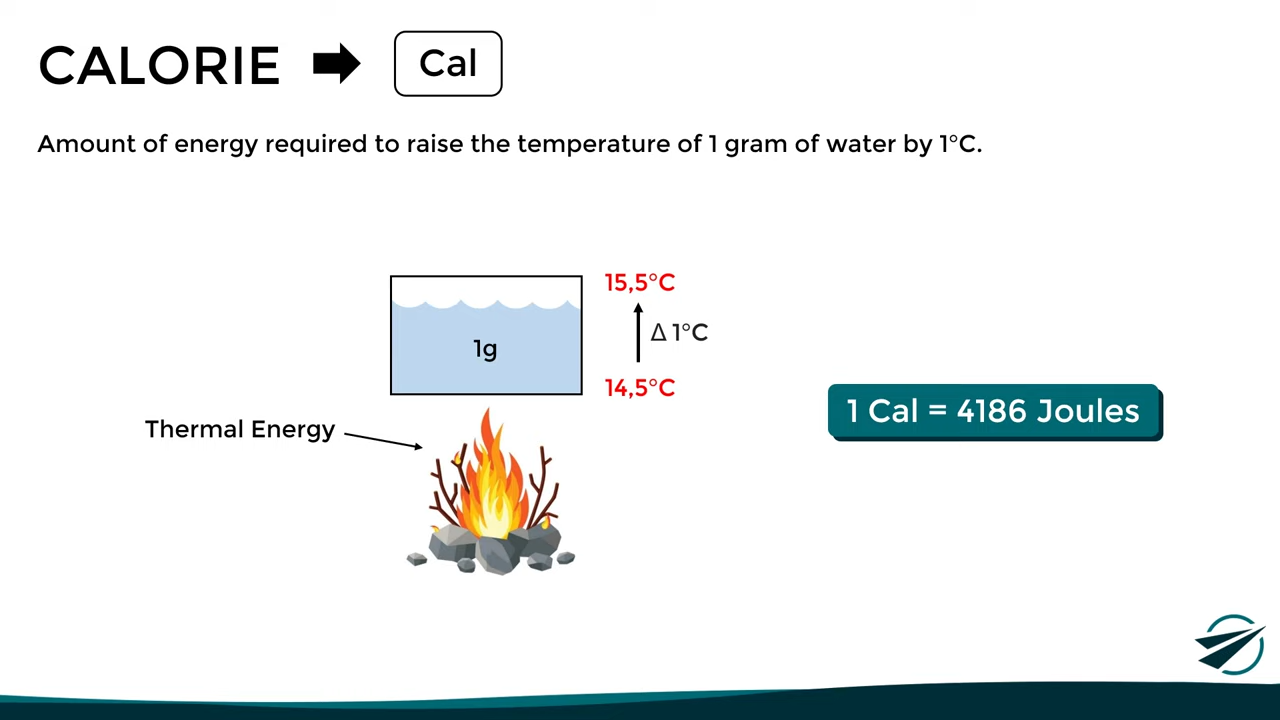 CALORIE
Cal
Amount of energy required to raise the temperature of 1 gram of water by 1°C.
15,5°C
Δ 1°C
1g
14,5°C
1 Cal = 4186 Joules
Thermal Energy